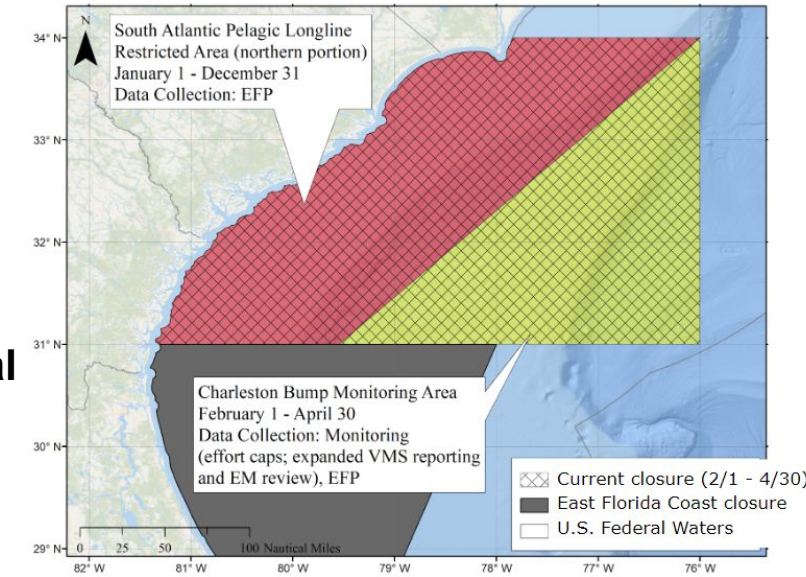 34° N
33° N
32° N
31° N
30° N
29° N
N
South Atlantic Pelagic Longline
Restricted Area (northern portion)
January 1 - December 31
Data Collection: EFP
al
Charleston Bump Monitoring Area
February 1 - April 30
Data Collection: Monitoring
(effort caps; expanded VMS reporting
and EM review), EFP
Current closure (2/1 - 4/30)
East Florida Coast closure
U.S. Federal Waters
0 25 50 100 Nautical Miles
82° W 81° W 80° W 79° W 78° W 77° W 76° W